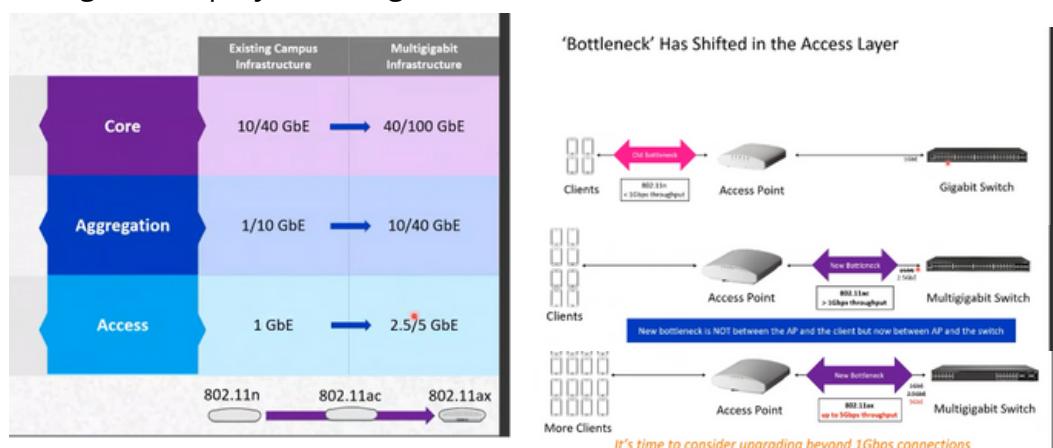 Existing Campus
Infrastructure
Multigigabit
Infrastructure
Core
10/40 GbE
40/100 GbE
Aggregation
1/10 GbE
10/40 GbE
Access
1 GbE
2.5/5 GbE
802.11n
802.11ac
802.11ax
'Bottleneck' Has Shifted in the Access Layer
Old Bottleneck
802.11n
< 1Gbps throughput
Clients
Access Point
Gigabit Switch
New Bottleneck
2.5GbE
802.11ac
> 1Gbps throughput
Clients
Access Point
Multigigabit Switch
New bottleneck is NOT between the AP and the client but now between AP and the switch
New Bottleneck
802.11ax
up to 5Gbps throughput
More Clients
Access Point
Multigigabit Switch
It's time to consider upgrading beyond 1Gbps connections